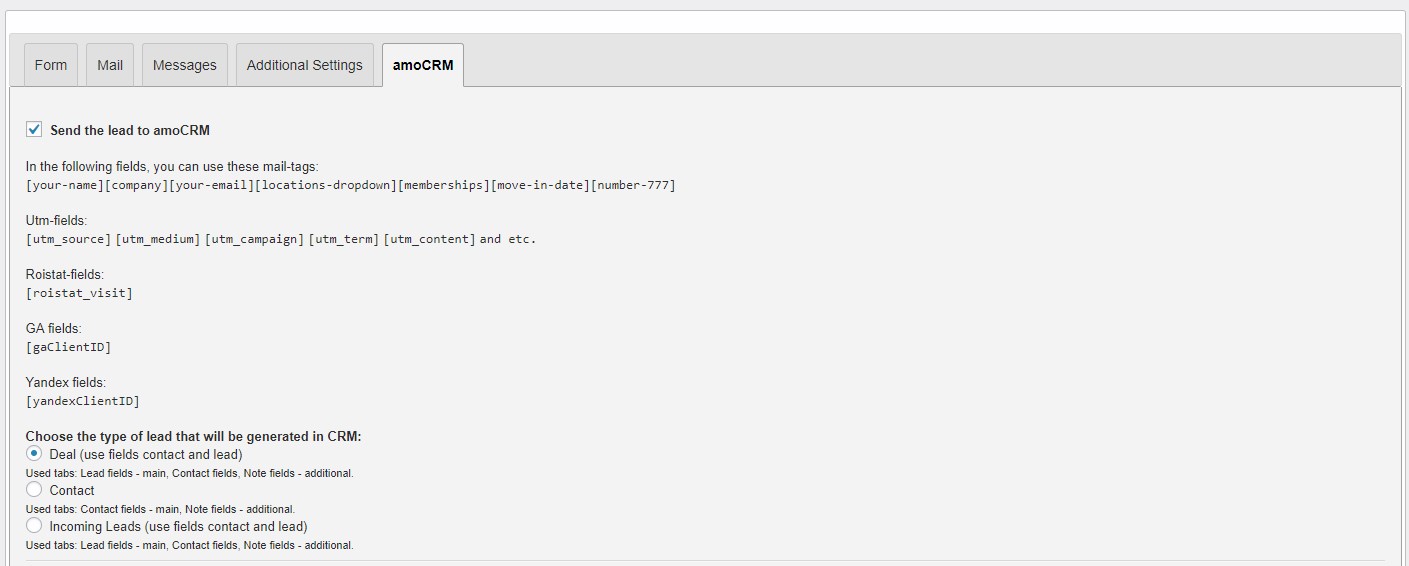 Form Mail Messages Additional Settings amoCRM
Send the lead to amoCRM
In the following fields, you can use these mail-tags:
[your-name][company][your-email][locations-dropdown][memberships][move-in-date][number-777]
Utm-fields:
[utm_source] [utm_medium] [utm_campaign] [utm_term] [utm_content] and etc.
Roistat-fields:
[roistat_visit]
GA fields:
[gaClientID]
Yandex fields:
[yandexClientID]
Choose the type of lead that will be generated in CRM:
Deal (use fields contact and lead)
Used tabs: Lead fields - main, Contact fields, Note fields - additional.
Contact
Used tabs: Contact fields - main, Note fields - additional.
Incoming Leads (use fields contact and lead)
Used tabs: Lead fields - main, Contact fields, Note fields - additional.